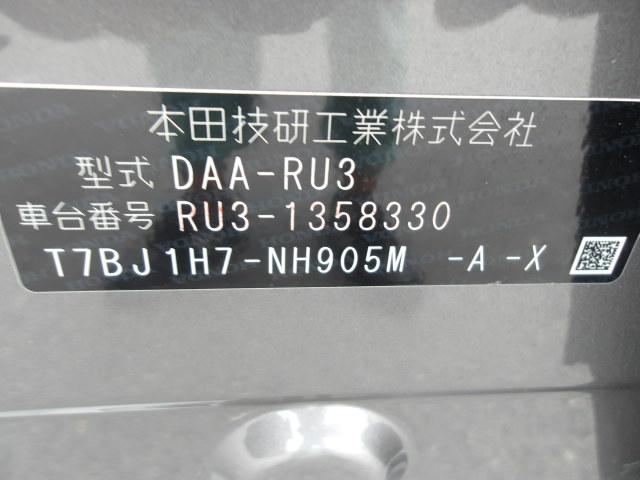 本田技研工業株式会社
型式 DAA-RU3
車台番号 RU3-1358330
T7BJ1H7-NH905M -A -X